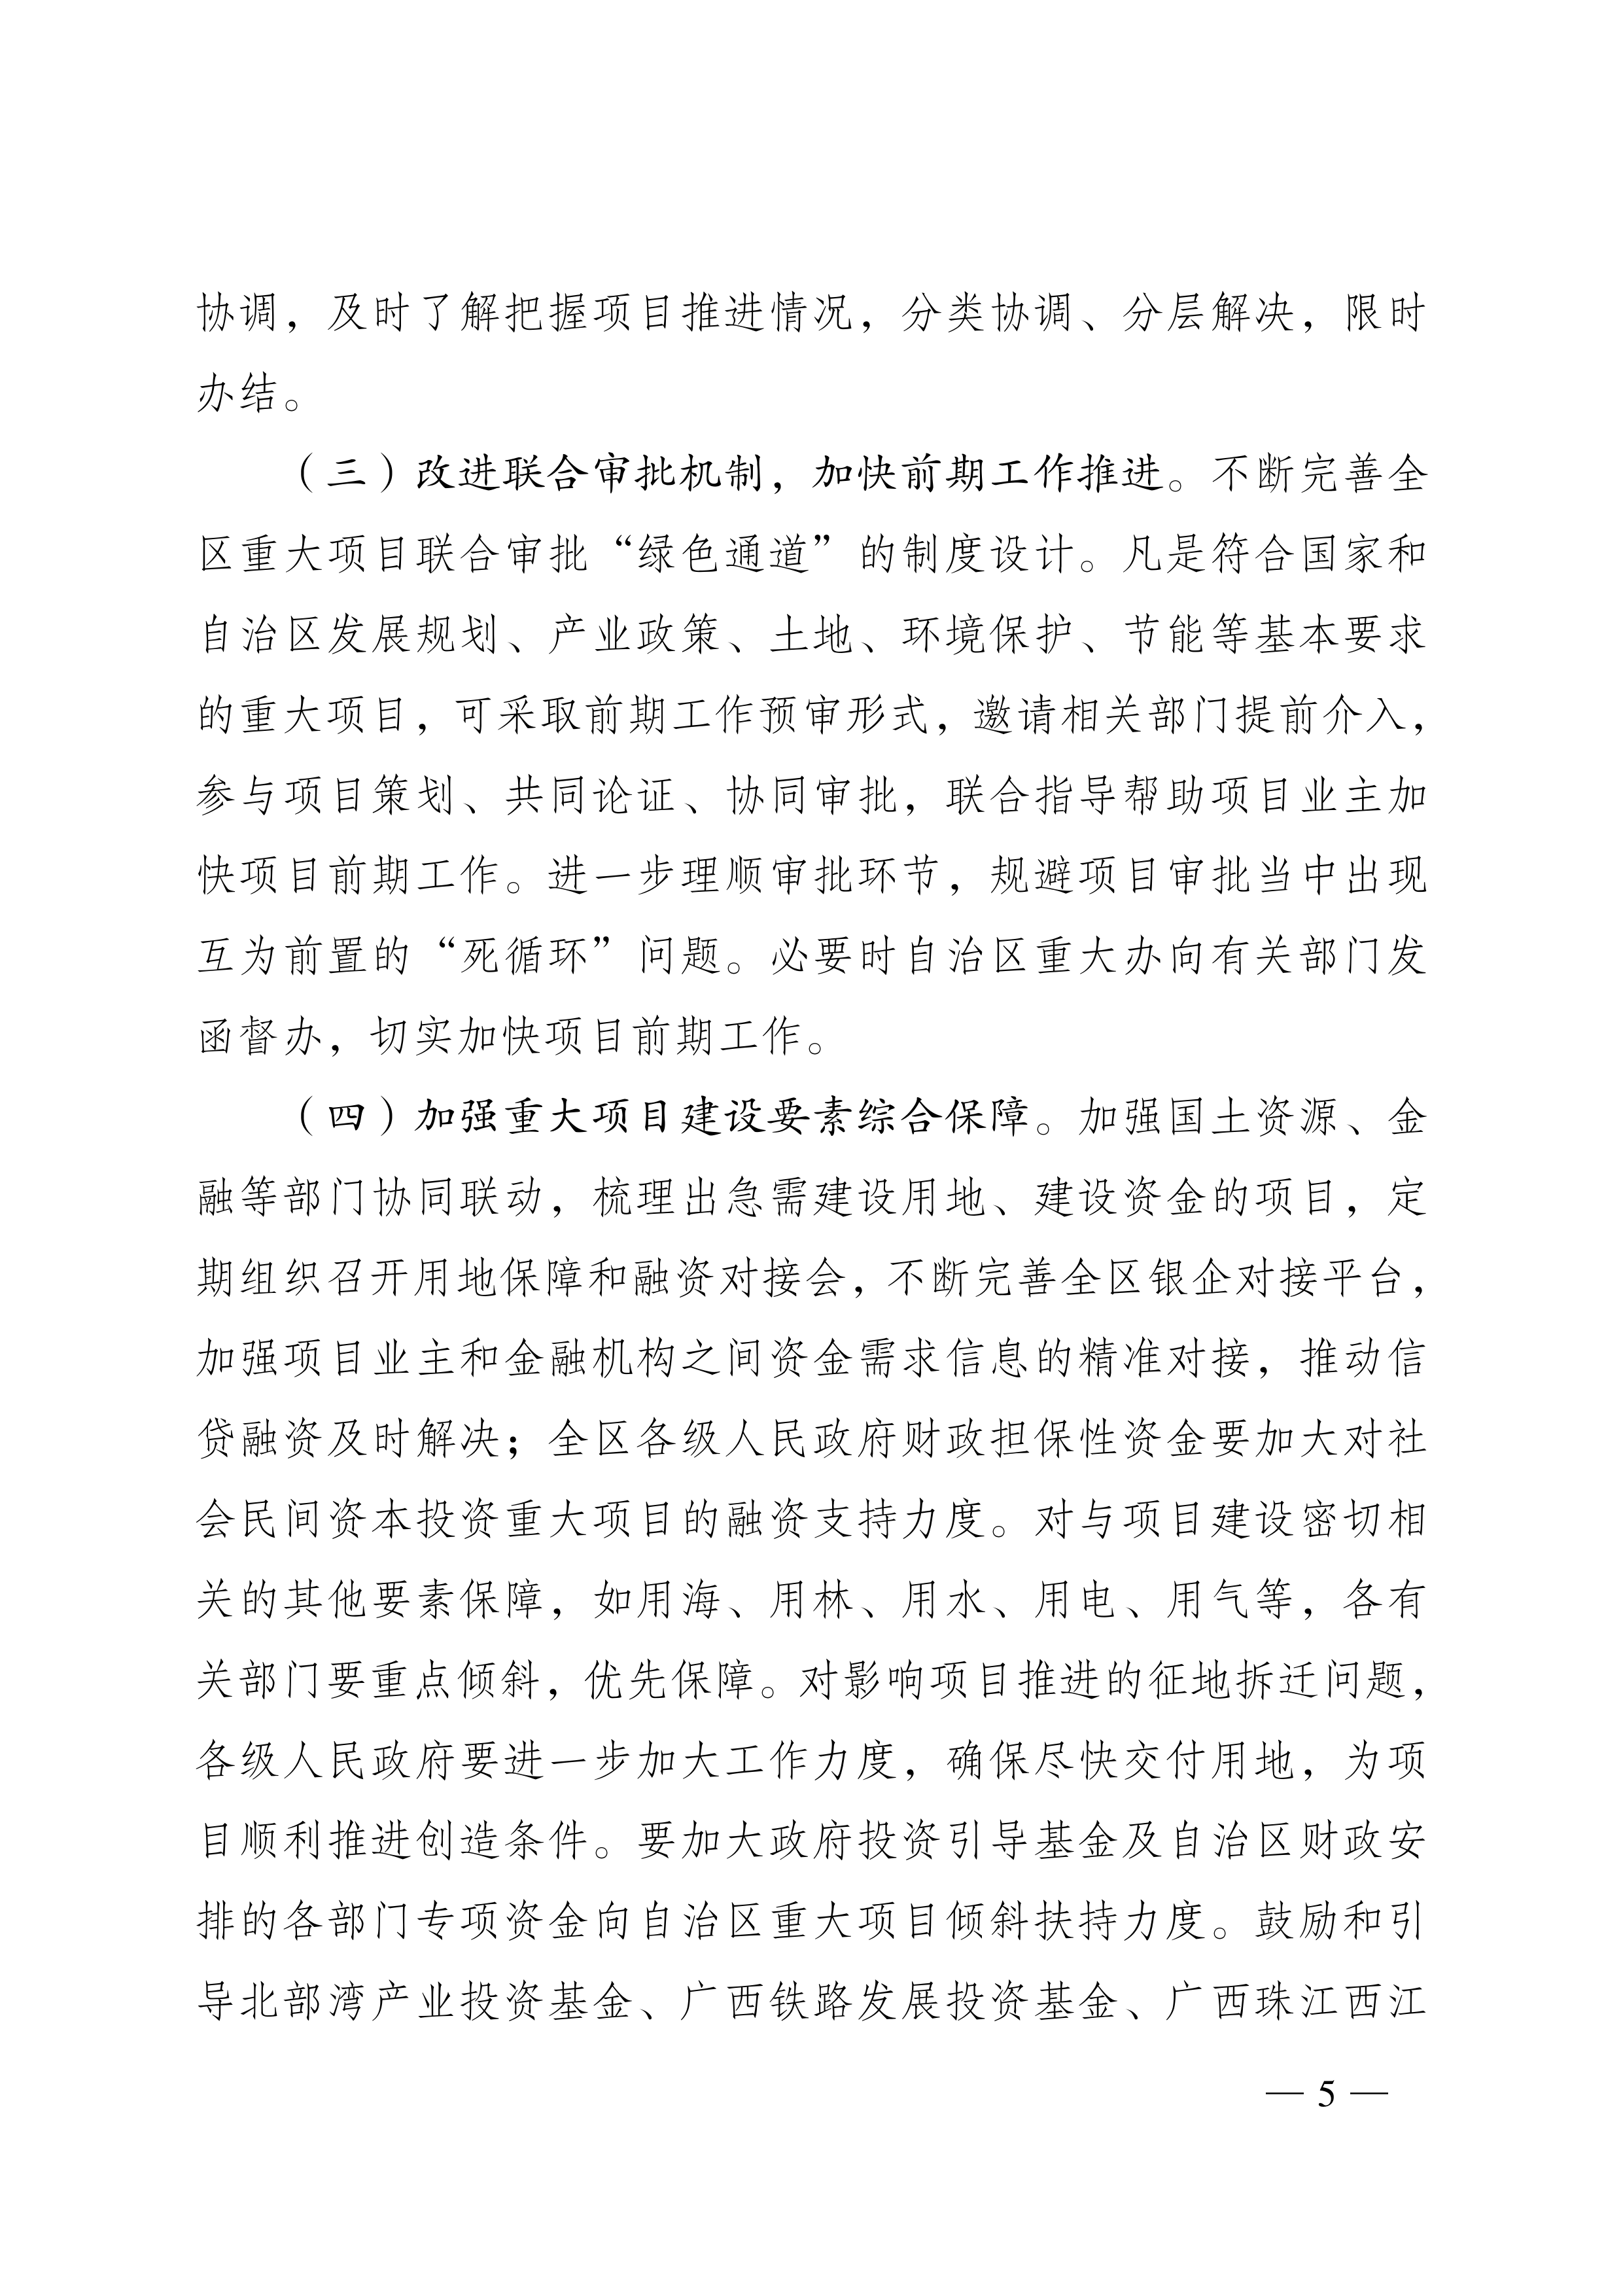 协调，及时了解把握项目推进情况，分类协调、分层解决，限时
办结。
（三）改进联合审批机制，加快前期工作推进。不断完善全
区重大项目联合审批“绿色通道”的制度设计。凡是符合国家和
自治区发展规划、产业政策、土地、环境保护、节能等基本要求
的重大项目，可采取前期工作预审形式，邀请相关部门提前介入，
参与项目策划、共同论证、协同审批，联合指导帮助项目业主加
快项目前期工作。进一步理顺审批环节，规避项目审批当中出现
互为前置的“死循环”问题。必要时自治区重大办向有关部门发
函督办，切实加快项目前期工作。
（四）加强重大项目建设要素综合保障。加强国土资源、金
融等部门协同联动，梳理出急需建设用地、建设资金的项目，定
期组织召开用地保障和融资对接会，不断完善全区银企对接平台，
加强项目业主和金融机构之间资金需求信息的精准对接，推动信
贷融资及时解决；全区各级人民政府财政担保性资金要加大对社
会民间资本投资重大项目的融资支持力度。对与项目建设密切相
关的其他要素保障，如用海、用林、用水、用电、用气等，各有
关部门要重点倾斜，优先保障。对影响项目推进的征地拆迁问题，
各级人民政府要进一步加大工作力度，确保尽快交付用地，为项
目顺利推进创造条件。要加大政府投资引导基金及自治区财政安
排的各部门专项资金向自治区重大项目倾斜扶持力度。鼓励和引
导北部湾产业投资基金、广西铁路发展投资基金、广西珠江西江
— 5 —